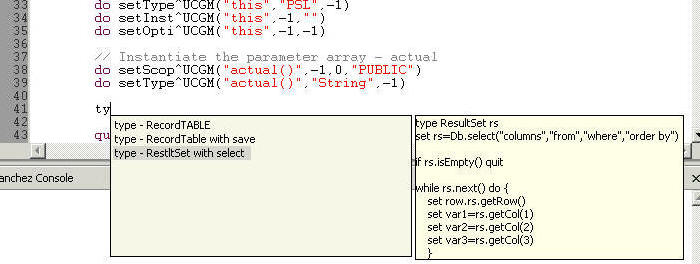 33 do setType^UCGM("this","PSL",-1)
34 do setInst^UCGM("this",-1,"")
35 do setOpti^UCGM("this",-1,-1)
36
37 // Instantiate the parameter array - actual
38 do setScop^UCGM("actual()",-1,0,"PUBLIC")
39 do setType^UCGM("actual()","String",-1)
40
41 ty
42 type - RecordTABLE
type - RecordTable with save
43 qu
type - RestltSet with select
type ResultSet rs
set rs=Db.select("columns","from","where","order by")
if rs.isEmpty() quit
while rs.next() do {
set row.rs.getRow()
set var1=rs.getCol(1)
set var2=rs.getCol(2)
set var3=rs.getCol(3)
}
anchez Console